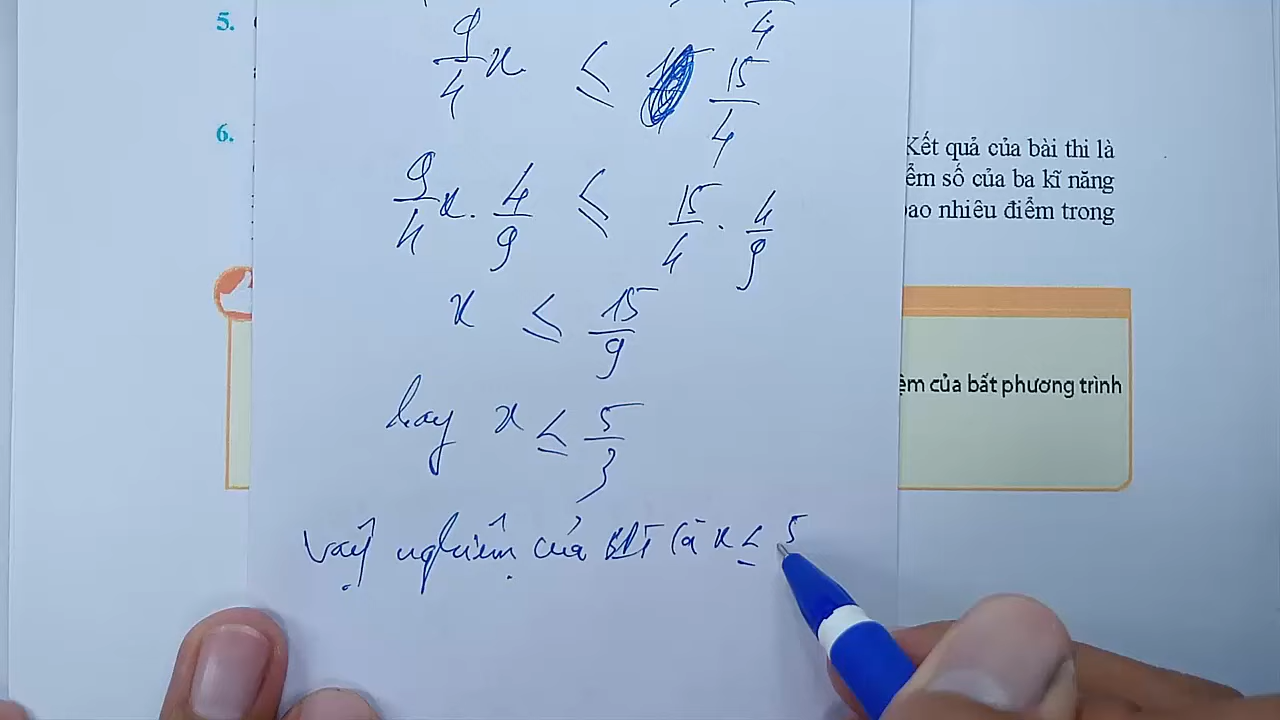 5.
4
9/4 x ≤ 15/4
6.
Kết quả của bài thi là
ểm số của ba kĩ năng
bao nhiêu điểm trong
9/4 x . 4/9 ≤ 15/4 . 4/9
x ≤ 15/9
ệm của bất phương trình
hay x ≤ 5/3
Vậy nghiệm của BPT là x ≤ 5